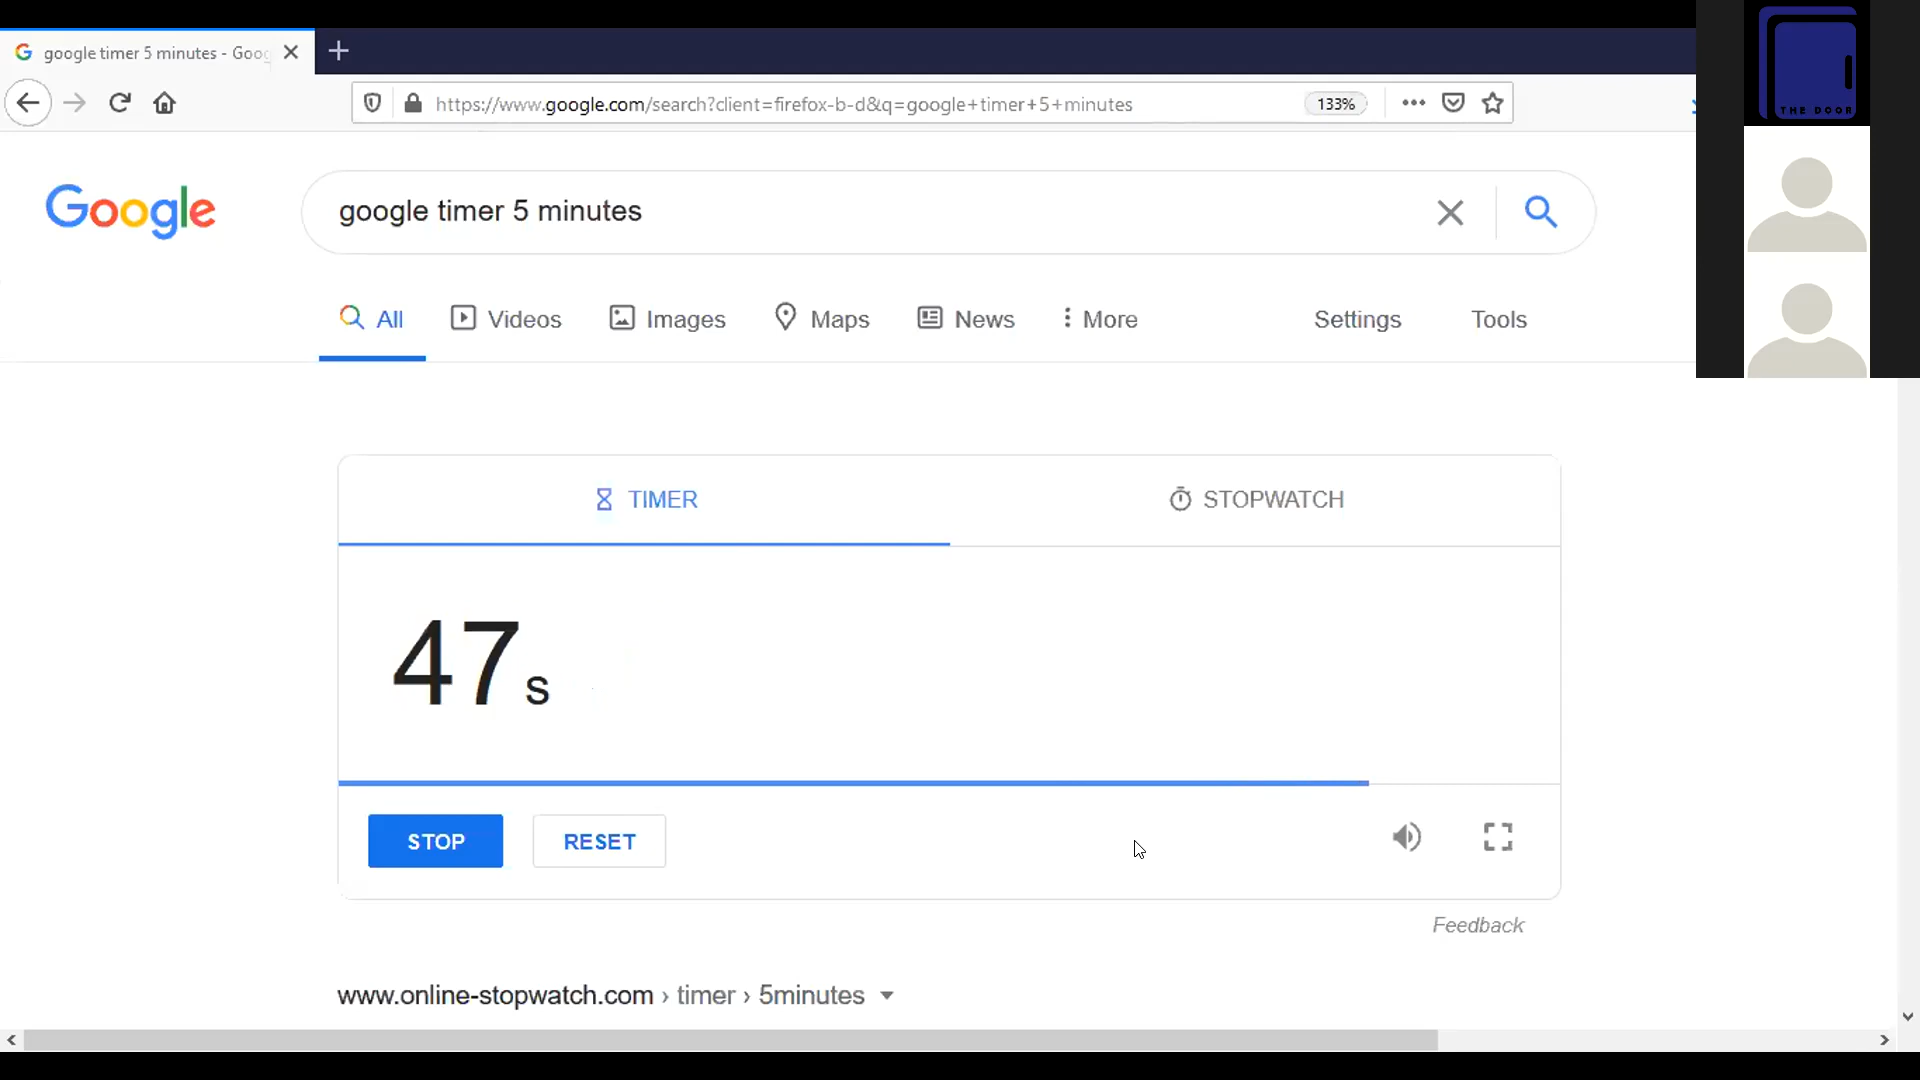 google timer 5 minutes - Goog
THE DOOR
https://www.google.com/search?client=firefox-b-d&q=google+timer+5+minutes
133%
Google
google timer 5 minutes
All
Videos
Images
Maps
News
More
Settings
Tools
TIMER
STOPWATCH
47s
STOP
RESET
Feedback
www.online-stopwatch.com › timer › 5minutes